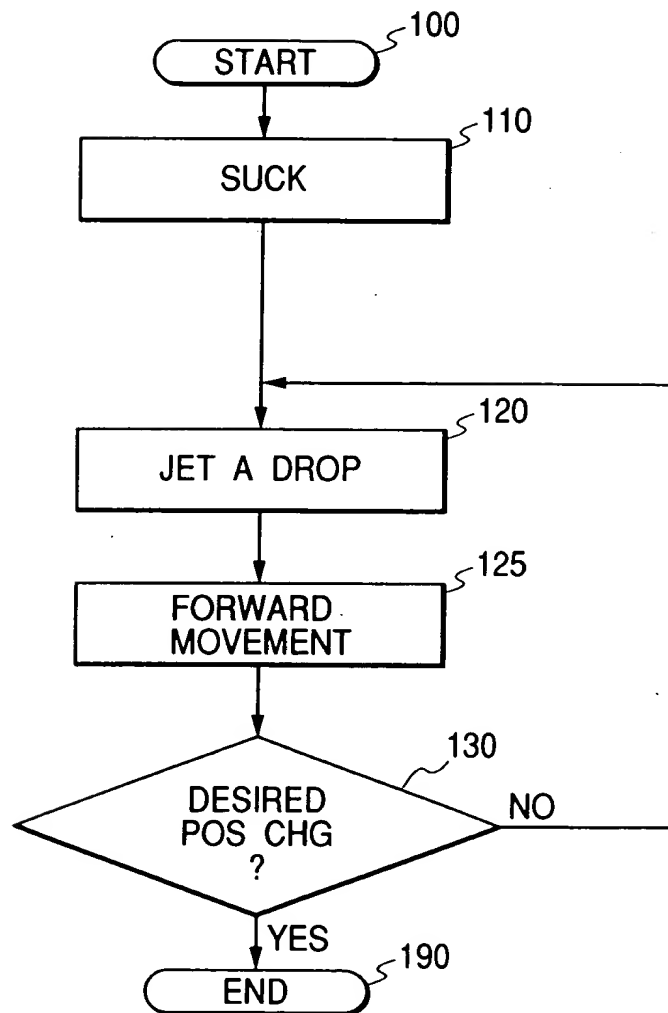 START
100
110
SUCK
120
JET A DROP
125
FORWARD
MOVEMENT
130
DESIRED
POS CHG
?
NO
YES
190
END